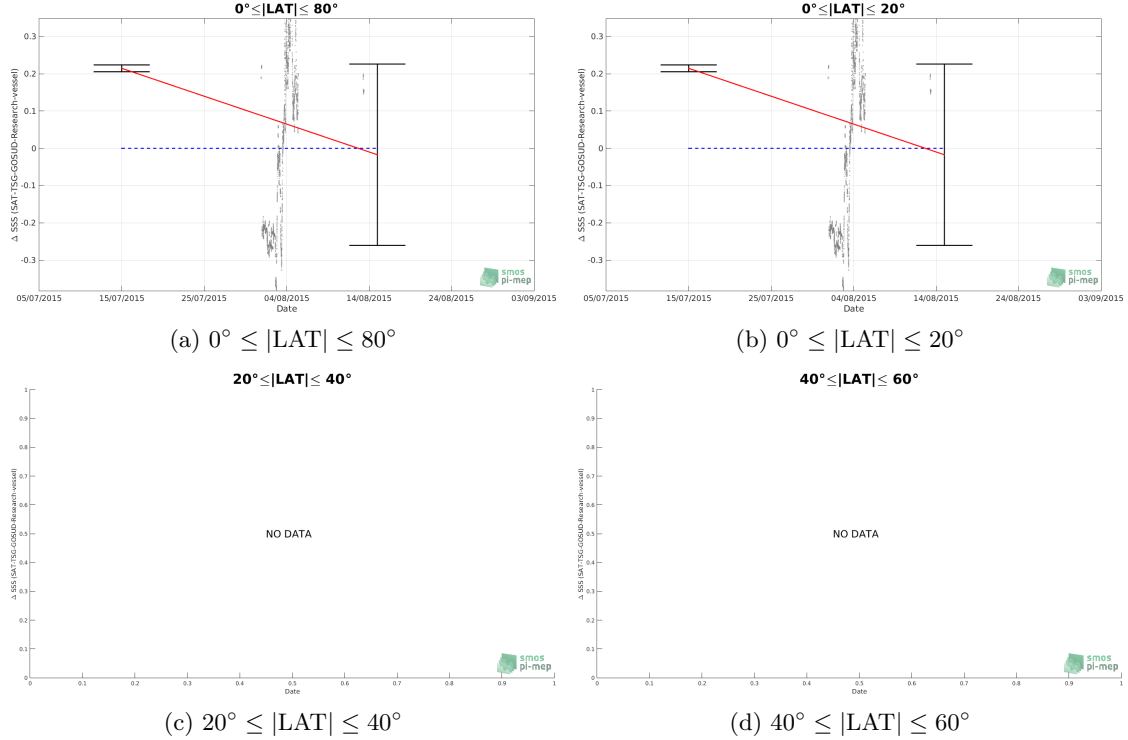 0°≤|LAT|≤ 80°
0.3
0.2
0.1
0
-0.1
-0.2
-0.3
Δ SSS (SAT-TSG-GOSUD-Research-vessel)
05/07/2015 15/07/2015 25/07/2015 04/08/2015 14/08/2015 24/08/2015 03/09/2015
Date
smos
pi-mep
(a) 0° ≤ |LAT| ≤ 80°
0°≤|LAT|≤ 20°
0.3
0.2
0.1
0
-0.1
-0.2
-0.3
Δ SSS (SAT-TSG-GOSUD-Research-vessel)
05/07/2015 15/07/2015 25/07/2015 04/08/2015 14/08/2015 24/08/2015 03/09/2015
Date
smos
pi-mep
(b) 0° ≤ |LAT| ≤ 20°
20°≤|LAT|≤ 40°
1
0.9
0.8
0.7
0.6
0.5
0.4
0.3
0.2
0.1
0
Δ SSS (SAT-TSG-GOSUD-Research-vessel)
NO DATA
0 0.1 0.2 0.3 0.4 0.5 0.6 0.7 0.8 0.9 1
Date
smos
pi-mep
(c) 20° ≤ |LAT| ≤ 40°
40°≤|LAT|≤ 60°
1
0.9
0.8
0.7
0.6
0.5
0.4
0.3
0.2
0.1
0
Δ SSS (SAT-TSG-GOSUD-Research-vessel)
NO DATA
0 0.1 0.2 0.3 0.4 0.5 0.6 0.7 0.8 0.9 1
Date
smos
pi-mep
(d) 40° ≤ |LAT| ≤ 60°